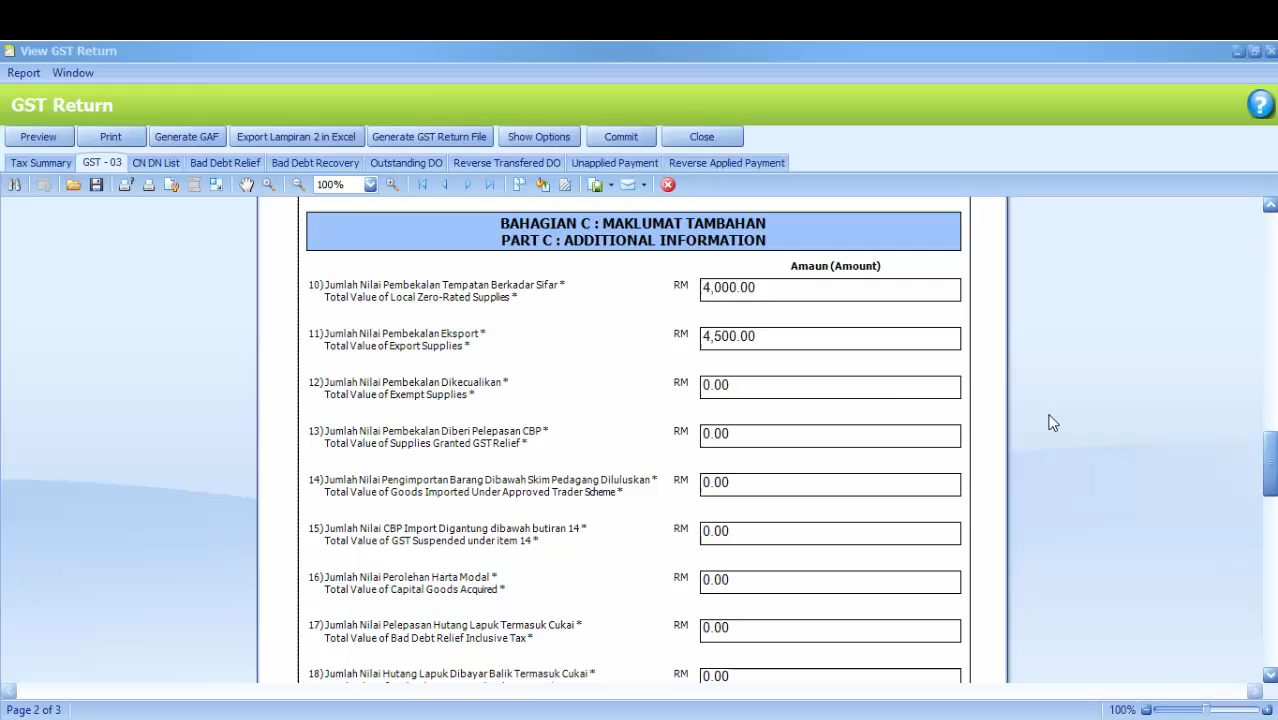 View GST Return
Report Window
GST Return
Preview Print Generate GAF Export Lampiran 2 in Excel Generate GST Return File Show Options Commit Close
Tax Summary GST - 03 CN DN List Bad Debt Relief Bad Debt Recovery Outstanding DO Reverse Transfered DO Unapplied Payment Reverse Applied Payment
100%
BAHAGIAN C : MAKLUMAT TAMBAHAN
PART C : ADDITIONAL INFORMATION
Amaun (Amount)
10) Jumlah Nilai Pembekalan Tempatan Berkadar Sifar * RM 4,000.00
Total Value of Local Zero-Rated Supplies *
11) Jumlah Nilai Pembekalan Eksport * RM 4,500.00
Total Value of Export Supplies *
12) Jumlah Nilai Pembekalan Dikecualikan * RM 0.00
Total Value of Exempt Supplies *
13) Jumlah Nilai Pembekalan Diberi Pelepasan CBP * RM 0.00
Total Value of Supplies Granted GST Relief *
14) Jumlah Nilai Pengimportan Barang Dibawah Skim Pedagang Diluluskan * RM 0.00
Total Value of Goods Imported Under Approved Trader Scheme *
15) Jumlah Nilai CBP Import Digantung dibawah butiran 14 * RM 0.00
Total Value of GST Suspended under item 14 *
16) Jumlah Nilai Perolehan Harta Modal * RM 0.00
Total Value of Capital Goods Acquired *
17) Jumlah Nilai Pelepasan Hutang Lapuk Termasuk Cukai * RM 0.00
Total Value of Bad Debt Relief Inclusive Tax *
18) Jumlah Nilai Hutang Lapuk Dibayar Balik Termasuk Cukai * RM 0.00
Page 2 of 3 100%